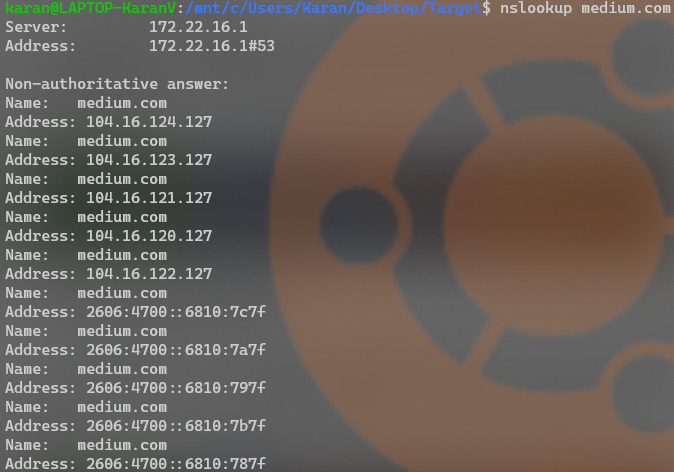 karan@LAPTOP-KaranV:/mnt/c/Users/Karan/Desktop/Target$ nslookup medium.com
Server:         172.22.16.1
Address:        172.22.16.1#53

Non-authoritative answer:
Name:   medium.com
Address: 104.16.124.127
Name:   medium.com
Address: 104.16.123.127
Name:   medium.com
Address: 104.16.121.127
Name:   medium.com
Address: 104.16.120.127
Name:   medium.com
Address: 104.16.122.127
Name:   medium.com
Address: 2606:4700::6810:7c7f
Name:   medium.com
Address: 2606:4700::6810:7a7f
Name:   medium.com
Address: 2606:4700::6810:797f
Name:   medium.com
Address: 2606:4700::6810:7b7f
Name:   medium.com
Address: 2606:4700::6810:787f